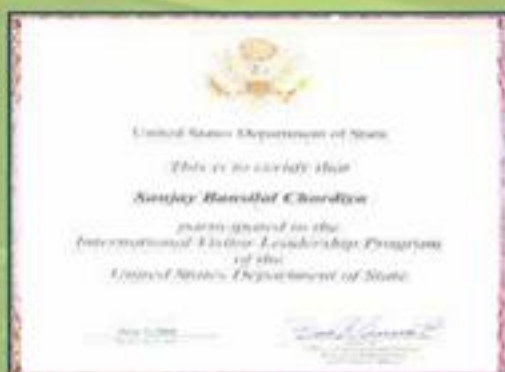 United States Department of State
This is to certify that
Sanjay Bansilal Chordiya
participated in the
International Visitor Leadership Program
of the
United States Department of State